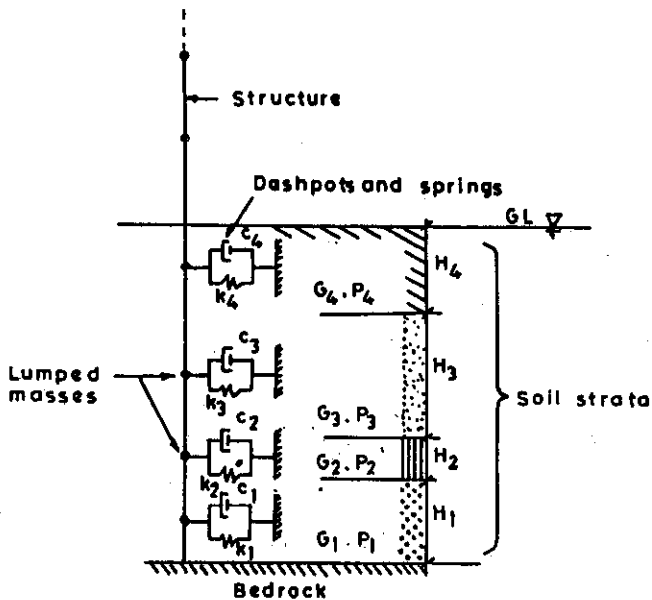 Structure
Dashpots and springs
GL
c4
k4
G4 . P4
H4
c3
k3
G3 . P3
H3
Lumped
masses
Soil strata
c2
k2
G2 . P2
H2
c1
k1
G1 . P1
H1
Bedrock